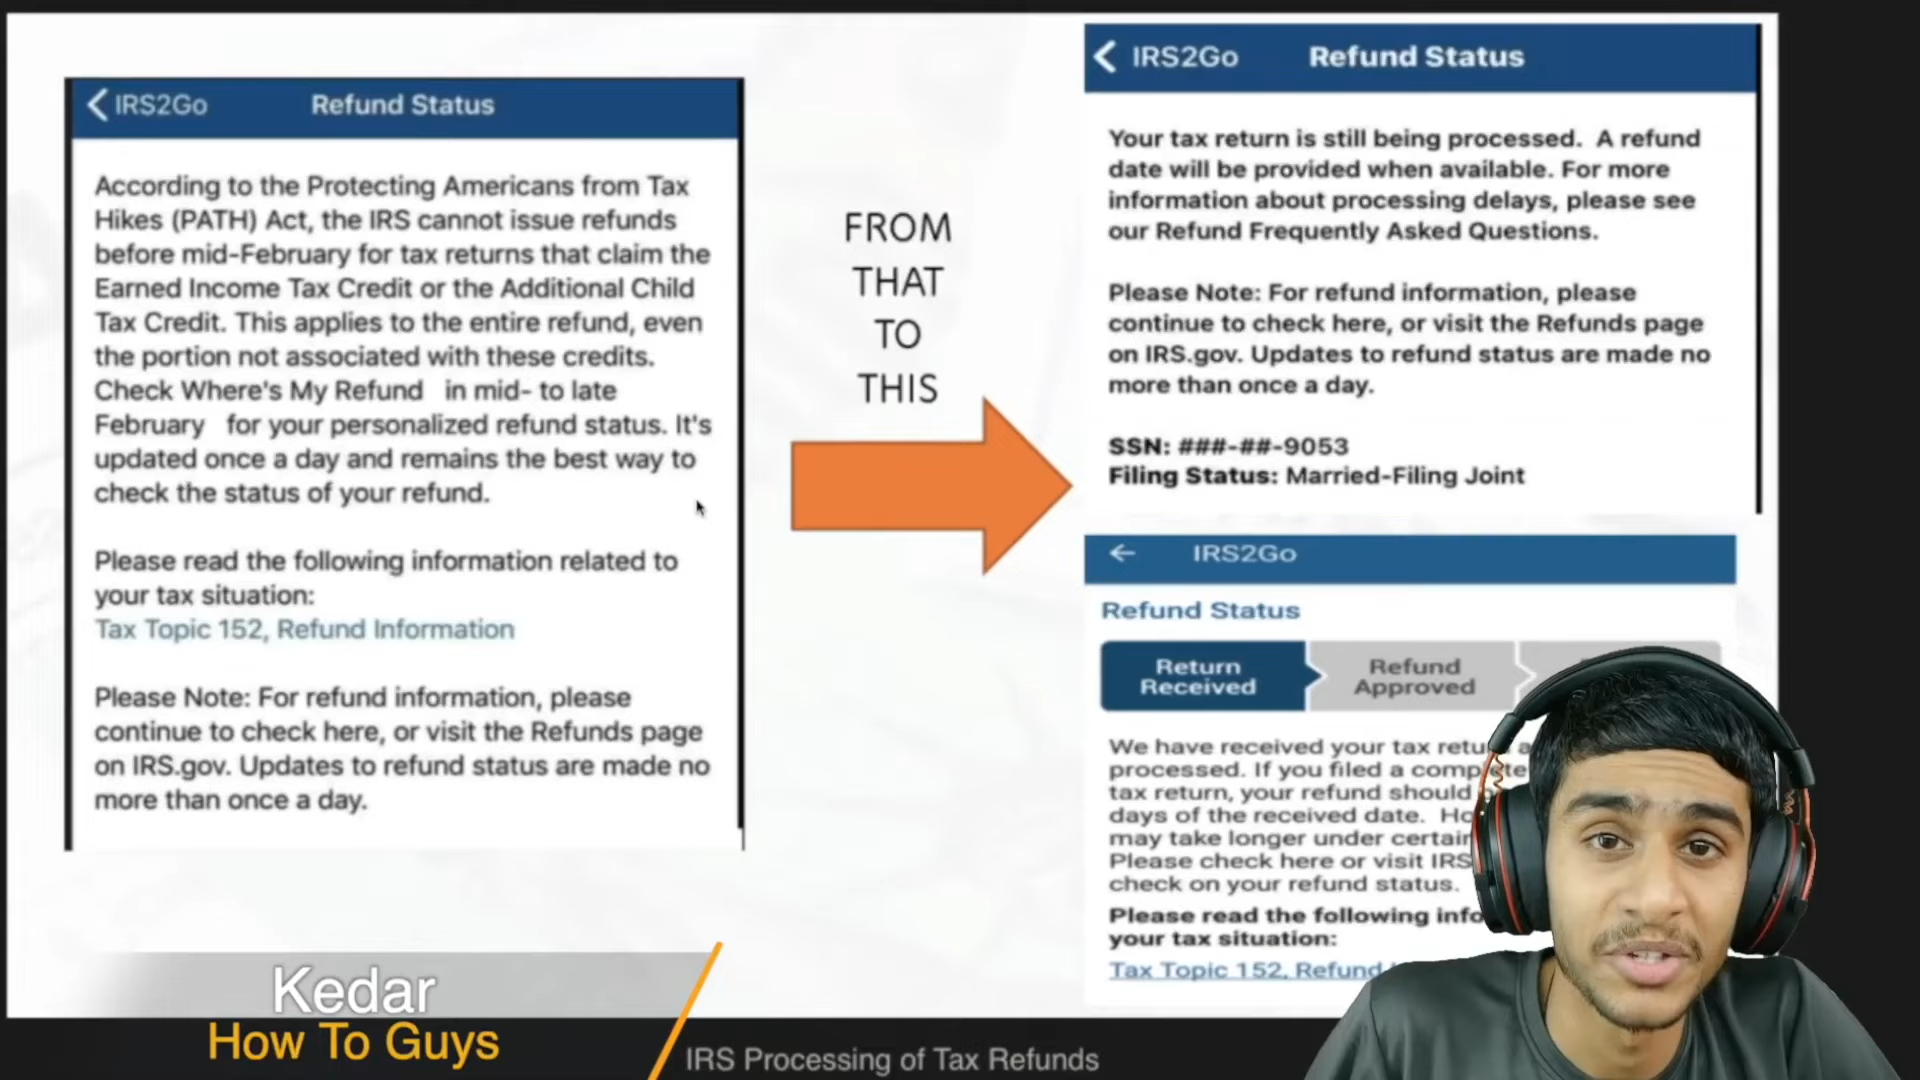 IRS2Go Refund Status
According to the Protecting Americans from Tax
Hikes (PATH) Act, the IRS cannot issue refunds
before mid-February for tax returns that claim the
Earned Income Tax Credit or the Additional Child
Tax Credit. This applies to the entire refund, even
the portion not associated with these credits.
Check Where's My Refund in mid- to late
February for your personalized refund status. It's
updated once a day and remains the best way to
check the status of your refund.
Please read the following information related to
your tax situation:
Tax Topic 152, Refund Information
Please Note: For refund information, please
continue to check here, or visit the Refunds page
on IRS.gov. Updates to refund status are made no
more than once a day.
FROM
THAT
TO
THIS
IRS2Go Refund Status
Your tax return is still being processed. A refund
date will be provided when available. For more
information about processing delays, please see
our Refund Frequently Asked Questions.
Please Note: For refund information, please
continue to check here, or visit the Refunds page
on IRS.gov. Updates to refund status are made no
more than once a day.
SSN: ###-##-9053
Filing Status: Married-Filing Joint
IRS2Go
Refund Status
Return
Received
Refund
Approved
We have received your tax
processed. If you filed a
tax return, your refund should
days of the received date.
may take longer under
Please check here or visit IRS
check on your refund status.
Please read the following
your tax situation:
Tax Topic 152, Refund
Kedar
How To Guys
IRS Processing of Tax Refunds